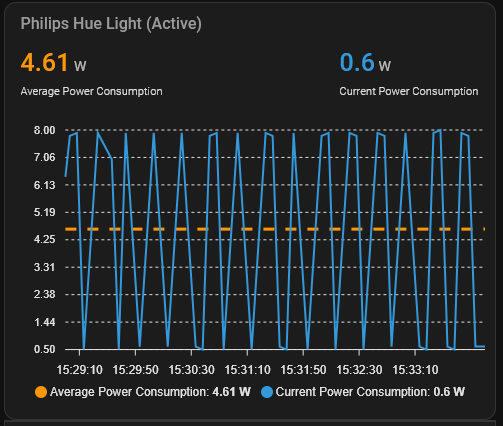 Philips Hue Light (Active)
4.61 W
0.6 W
Average Power Consumption
Current Power Consumption
8.00
7.06
6.13
5.19
4.25
3.31
2.38
1.44
0.50
15:29:10 15:29:50 15:30:30 15:31:10 15:31:50 15:32:30 15:33:10
Average Power Consumption: 4.61 W Current Power Consumption: 0.6 W